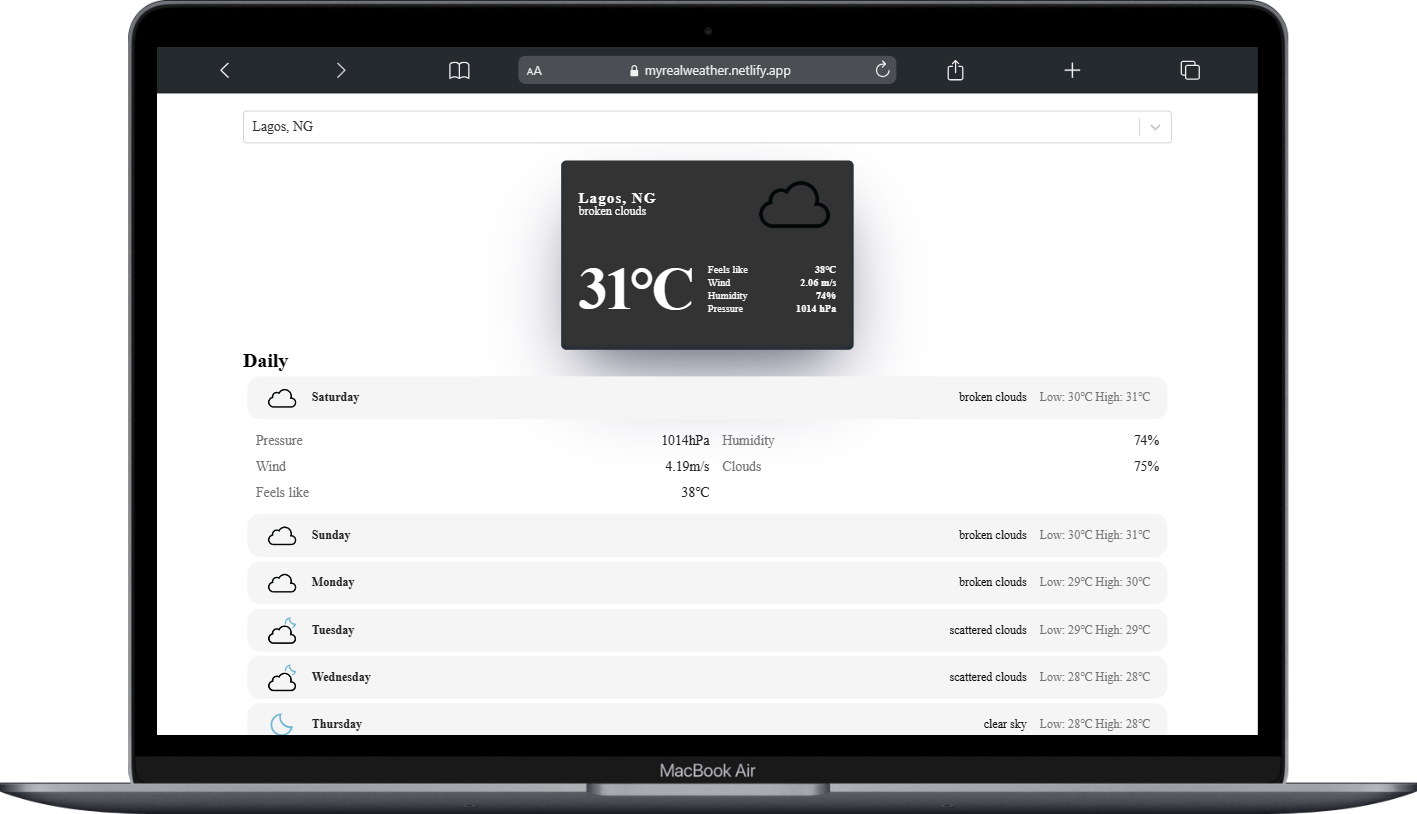 AA myrealweather.netlify.app
Lagos, NG
Lagos, NG
broken clouds
31°C
Feels like 38°C
Wind 2.06 m/s
Humidity 74%
Pressure 1014 hPa
Daily
Saturday broken clouds Low: 30°C High: 31°C
Pressure 1014hPa Humidity 74%
Wind 4.19m/s Clouds 75%
Feels like 38°C
Sunday broken clouds Low: 30°C High: 31°C
Monday broken clouds Low: 29°C High: 30°C
Tuesday scattered clouds Low: 29°C High: 29°C
Wednesday scattered clouds Low: 28°C High: 28°C
Thursday clear sky Low: 28°C High: 28°C
MacBook Air